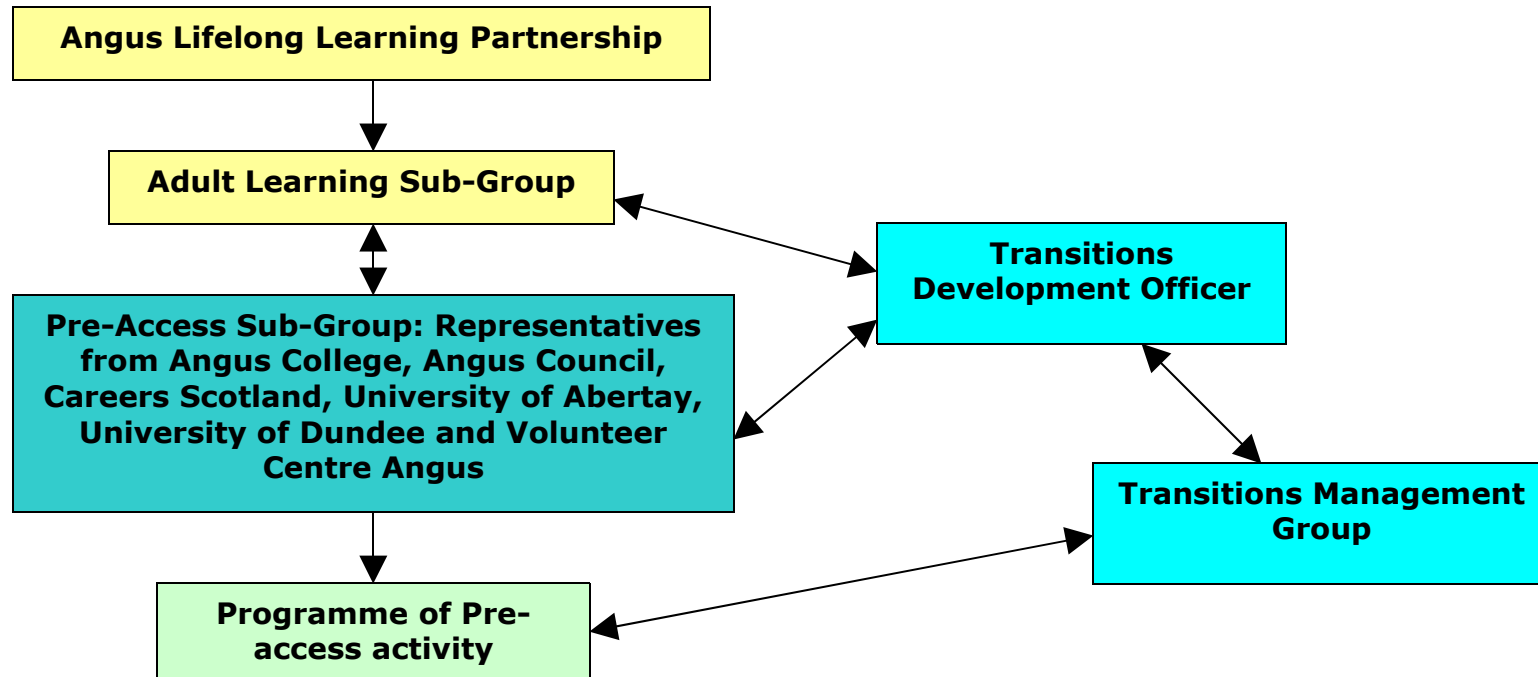 Angus Lifelong Learning Partnership
Adult Learning Sub-Group
Transitions
Development Officer
Pre-Access Sub-Group: Representatives
from Angus College, Angus Council,
Careers Scotland, University of Abertay,
University of Dundee and Volunteer
Centre Angus
Transitions Management
Group
Programme of Pre-
access activity